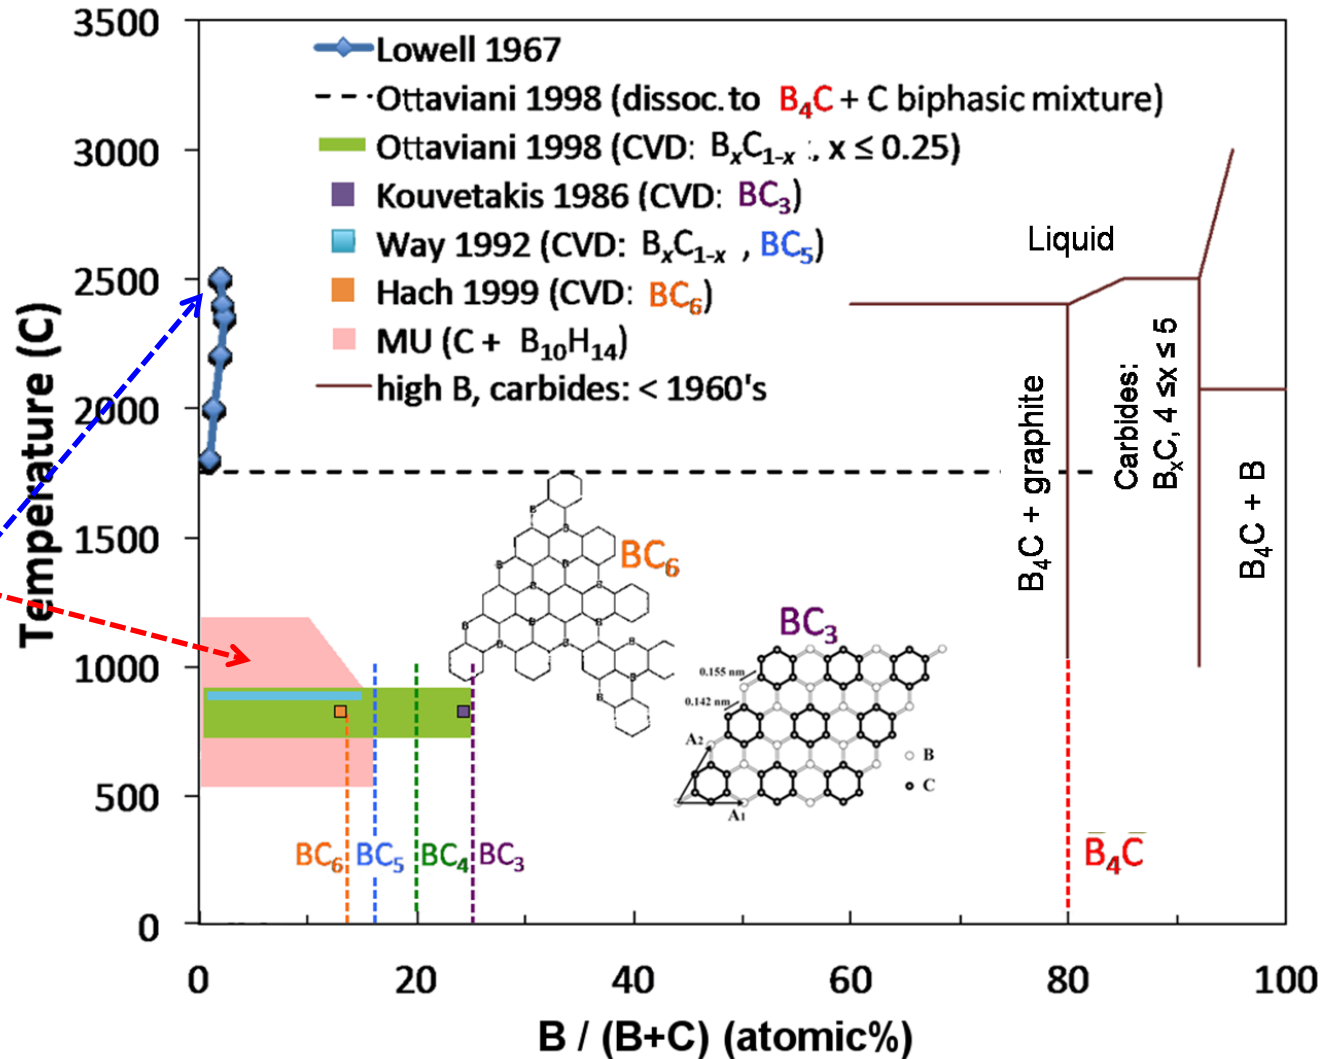 3500
3000
2500
2000
1500
1000
500
0
Temperature (C)
Lowell 1967
Ottaviani 1998 (dissoc. to B₄C + C biphasic mixture)
Ottaviani 1998 (CVD: BₓC₁₋ₓ , x ≤ 0.25)
Kouvetakis 1986 (CVD: BC₃)
Way 1992 (CVD: BₓC₁₋ₓ , BC₅)
Hach 1999 (CVD: BC₆)
MU (C + B₁₀H₁₄)
high B, carbides: < 1960's
Liquid
B₄C + graphite
Carbides:
BₓC, 4 ≤x ≤ 5
B₄C + B
BC₆
B
B
B
B
B
B
B
B
B
B
B
B
B
B
BC₃
0.155 nm
0.142 nm
A₂
A₁
B
C
BC₆
BC₅
BC₄
BC₃
B₄C
0
20
40
60
80
100
B / (B+C) (atomic%)